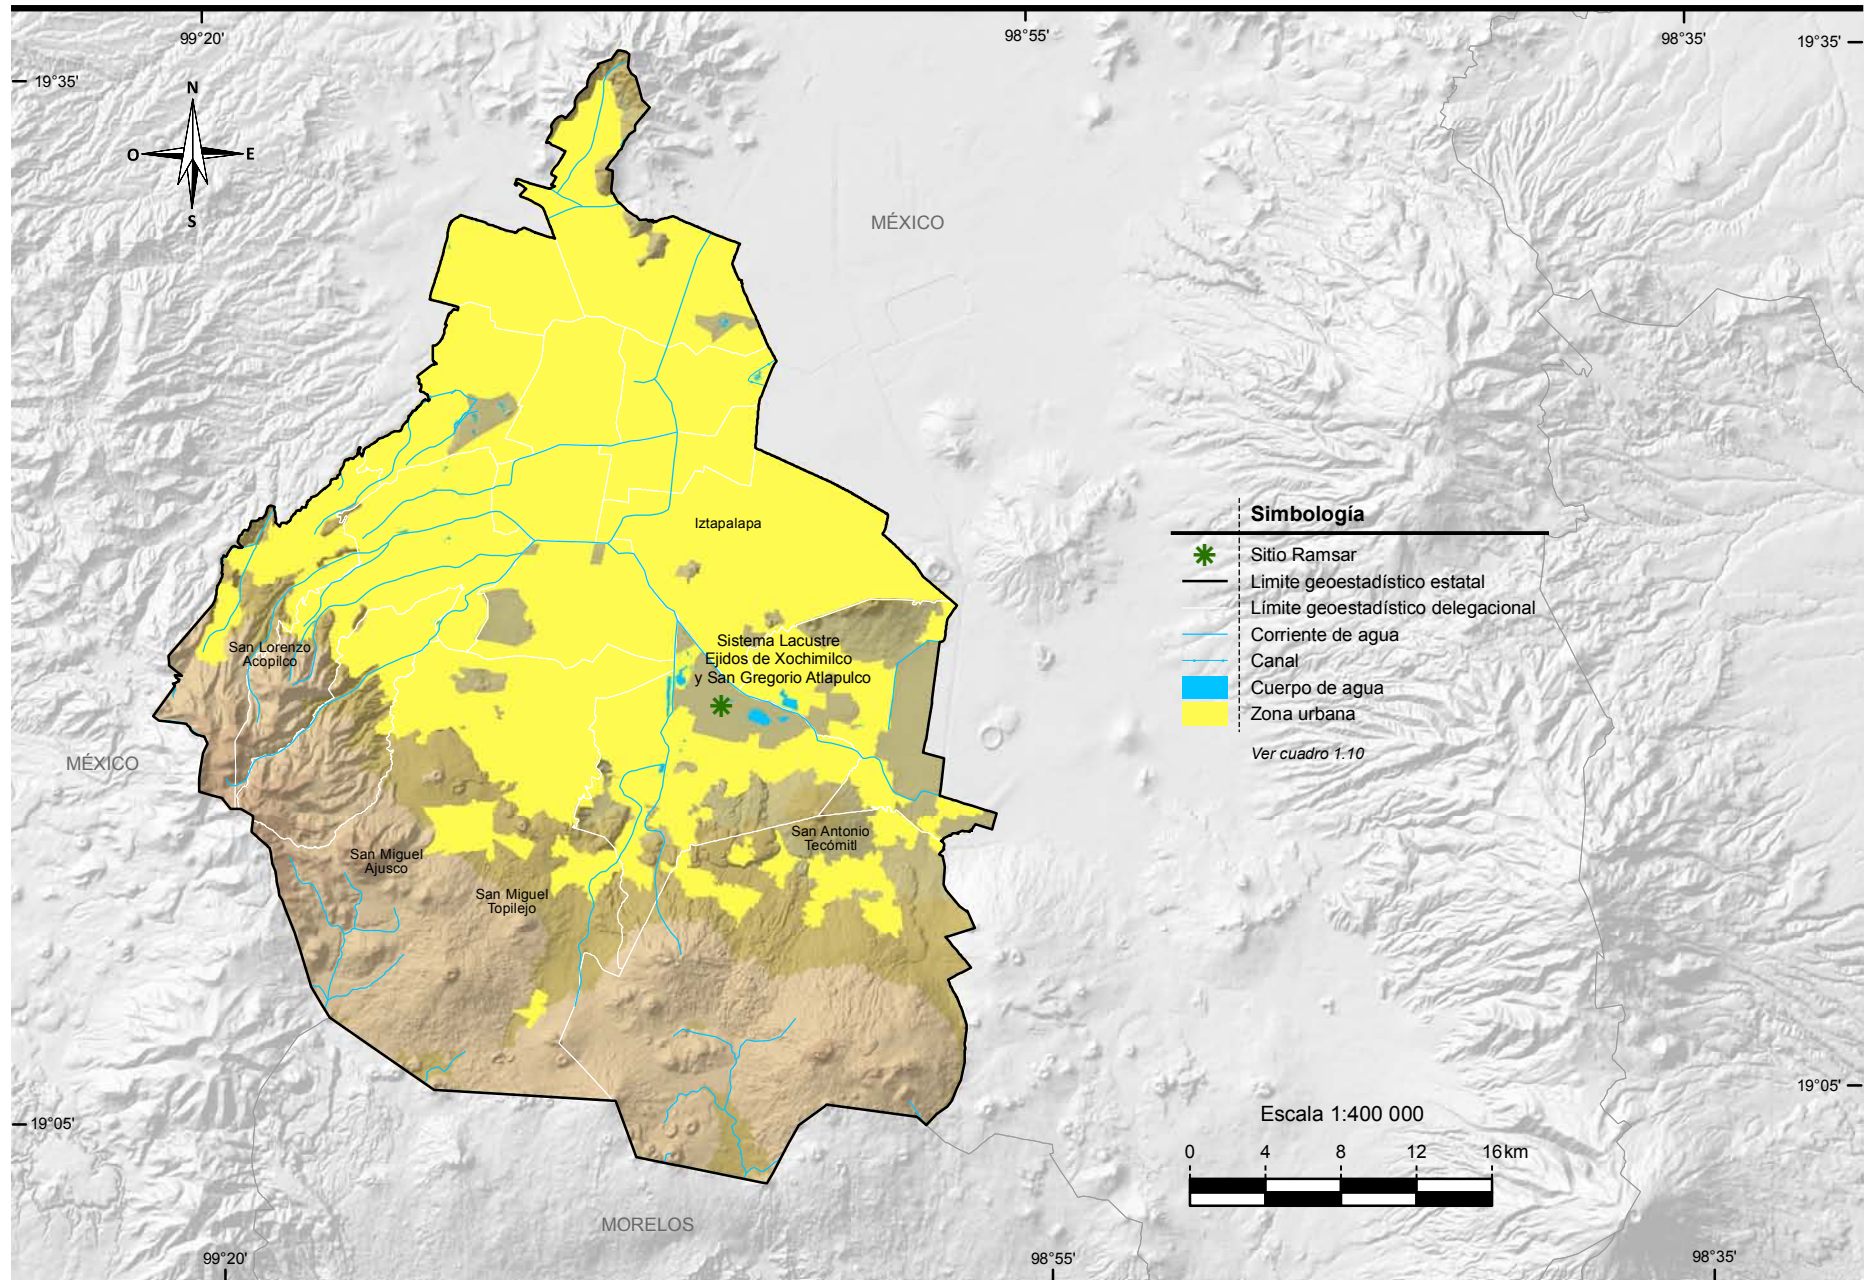 99°20'
98°55'
98°35'
19°35'
19°35'
N
O
E
S
MÉXICO
Iztapalapa
Simbología
Sitio Ramsar
Limite geoestadístico estatal
Límite geoestadístico delegacional
Corriente de agua
Canal
Cuerpo de agua
Zona urbana
Ver cuadro 1.10
Sistema Lacustre
Ejidos de Xochimilco
y San Gregorio Atlapulco
San Lorenzo
Acopilco
MÉXICO
San Antonio
Tecómitl
San Miguel
Ajusco
San Miguel
Topilejo
19°05'
19°05'
Escala 1:400 000
0 4 8 12 16 km
MORELOS
99°20'
98°55'
98°35'